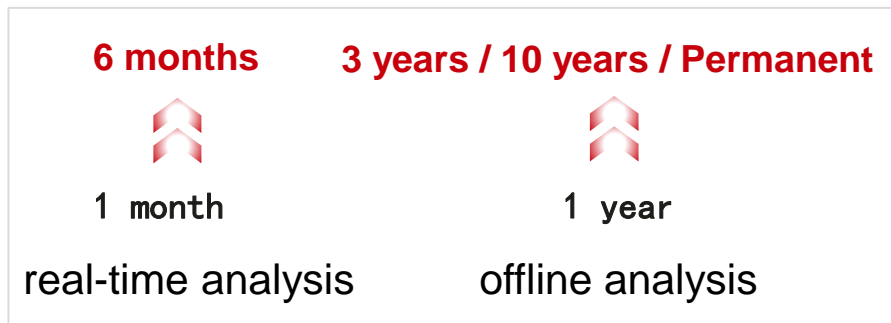 6 months
3 years / 10 years / Permanent
1 month
1 year
real-time analysis
offline analysis